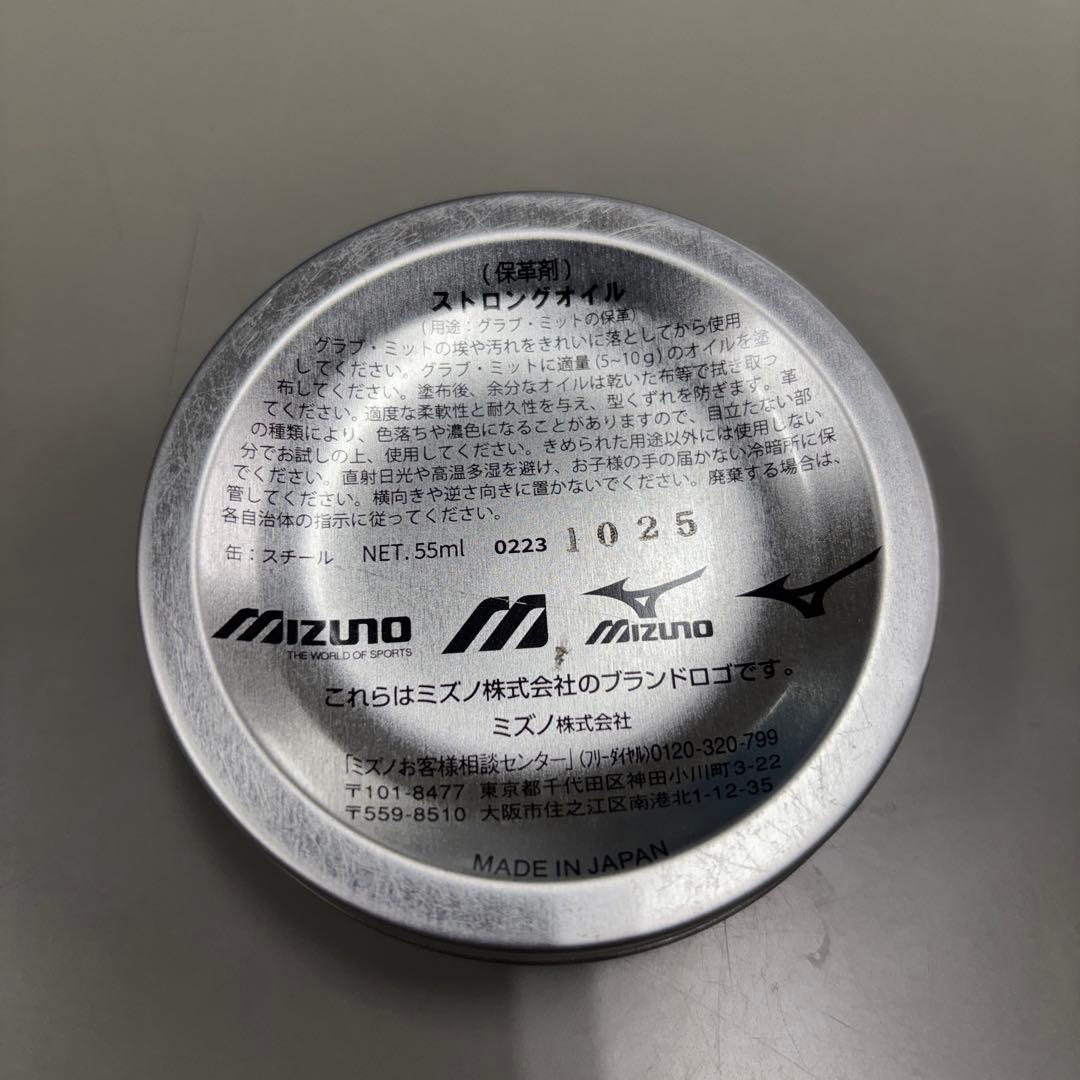 (保革剤)
ストロングオイル
(用途：グラブ・ミットの保革)
グラブ・ミットの埃や汚れをきれいに落としてから使用
してください。グラブ・ミットに適量(5~10g)のオイルを塗
布してください。塗布後、余分なオイルは乾いた布等で拭き取っ
てください。適度な柔軟性と耐久性を与え、型くずれを防ぎます。革
の種類により、色落ちや濃色になることがありますので、目立たない部
分でお試しの上、使用してください。きめられた用途以外には使用しない
でください。直射日光や高温多湿を避け、お子様の手の届かない冷暗所に保
管してください。横向きや逆さ向きに置かないでください。廃棄する場合は、
各自治体の指示に従ってください。
缶：スチール NET. 55ml 0223 1025
MIZUNO M MIZUNO
THE WORLD OF SPORTS
これらはミズノ株式会社のブランドロゴです。
ミズノ株式会社
「ミズノお客様相談センター」(フリーダイヤル)0120-320-799
〒101-8477 東京都千代田区神田小川町3-22
〒559-8510 大阪市住之江区南港北1-12-35
MADE IN JAPAN